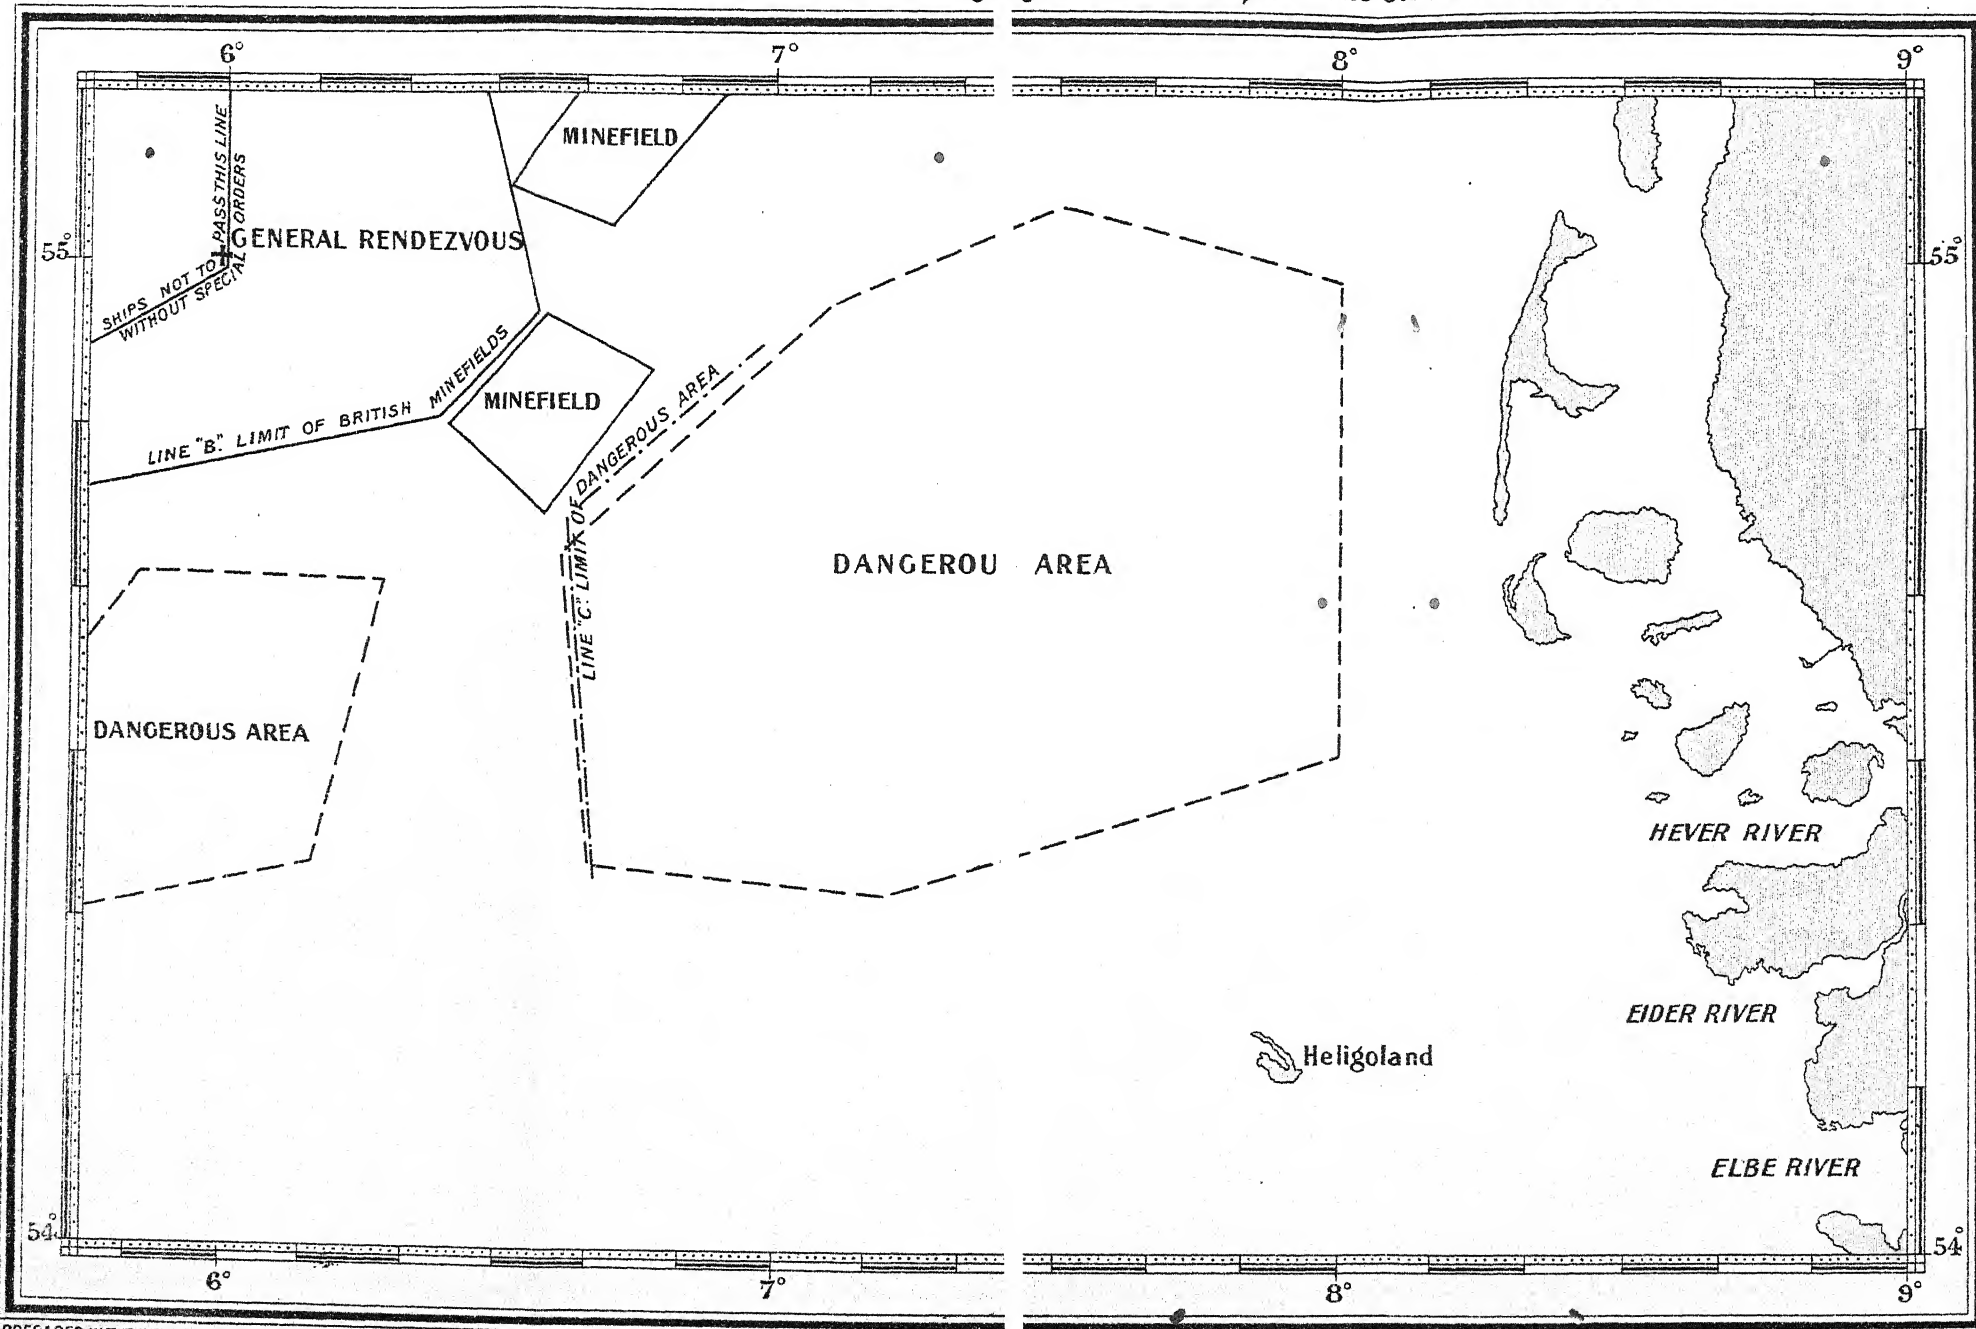 6° 7° 8° 9°
MINEFIELD
SHIPS NOT TO PASS THIS LINE
WITHOUT SPECIAL ORDERS
GENERAL RENDEZVOUS
55° 55°
MINEFIELD
LINE "B". LIMIT OF BRITISH MINEFIELDS
LINE "C". LIMIT OF DANGEROUS AREA
DANGEROU AREA
DANGEROUS AREA
HEVER RIVER
EIDER RIVER
Heligoland
ELBE RIVER
54° 54°
6° 7° 8° 9°